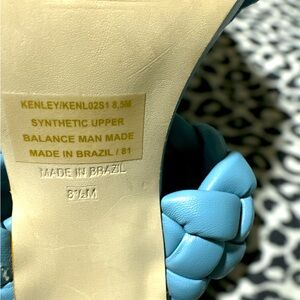 KENLEY/KENL02S1 8,5M
SYNTHETIC UPPER
BALANCE MAN MADE
MADE IN BRAZIL / 81
MADE IN BRAZIL
8½M